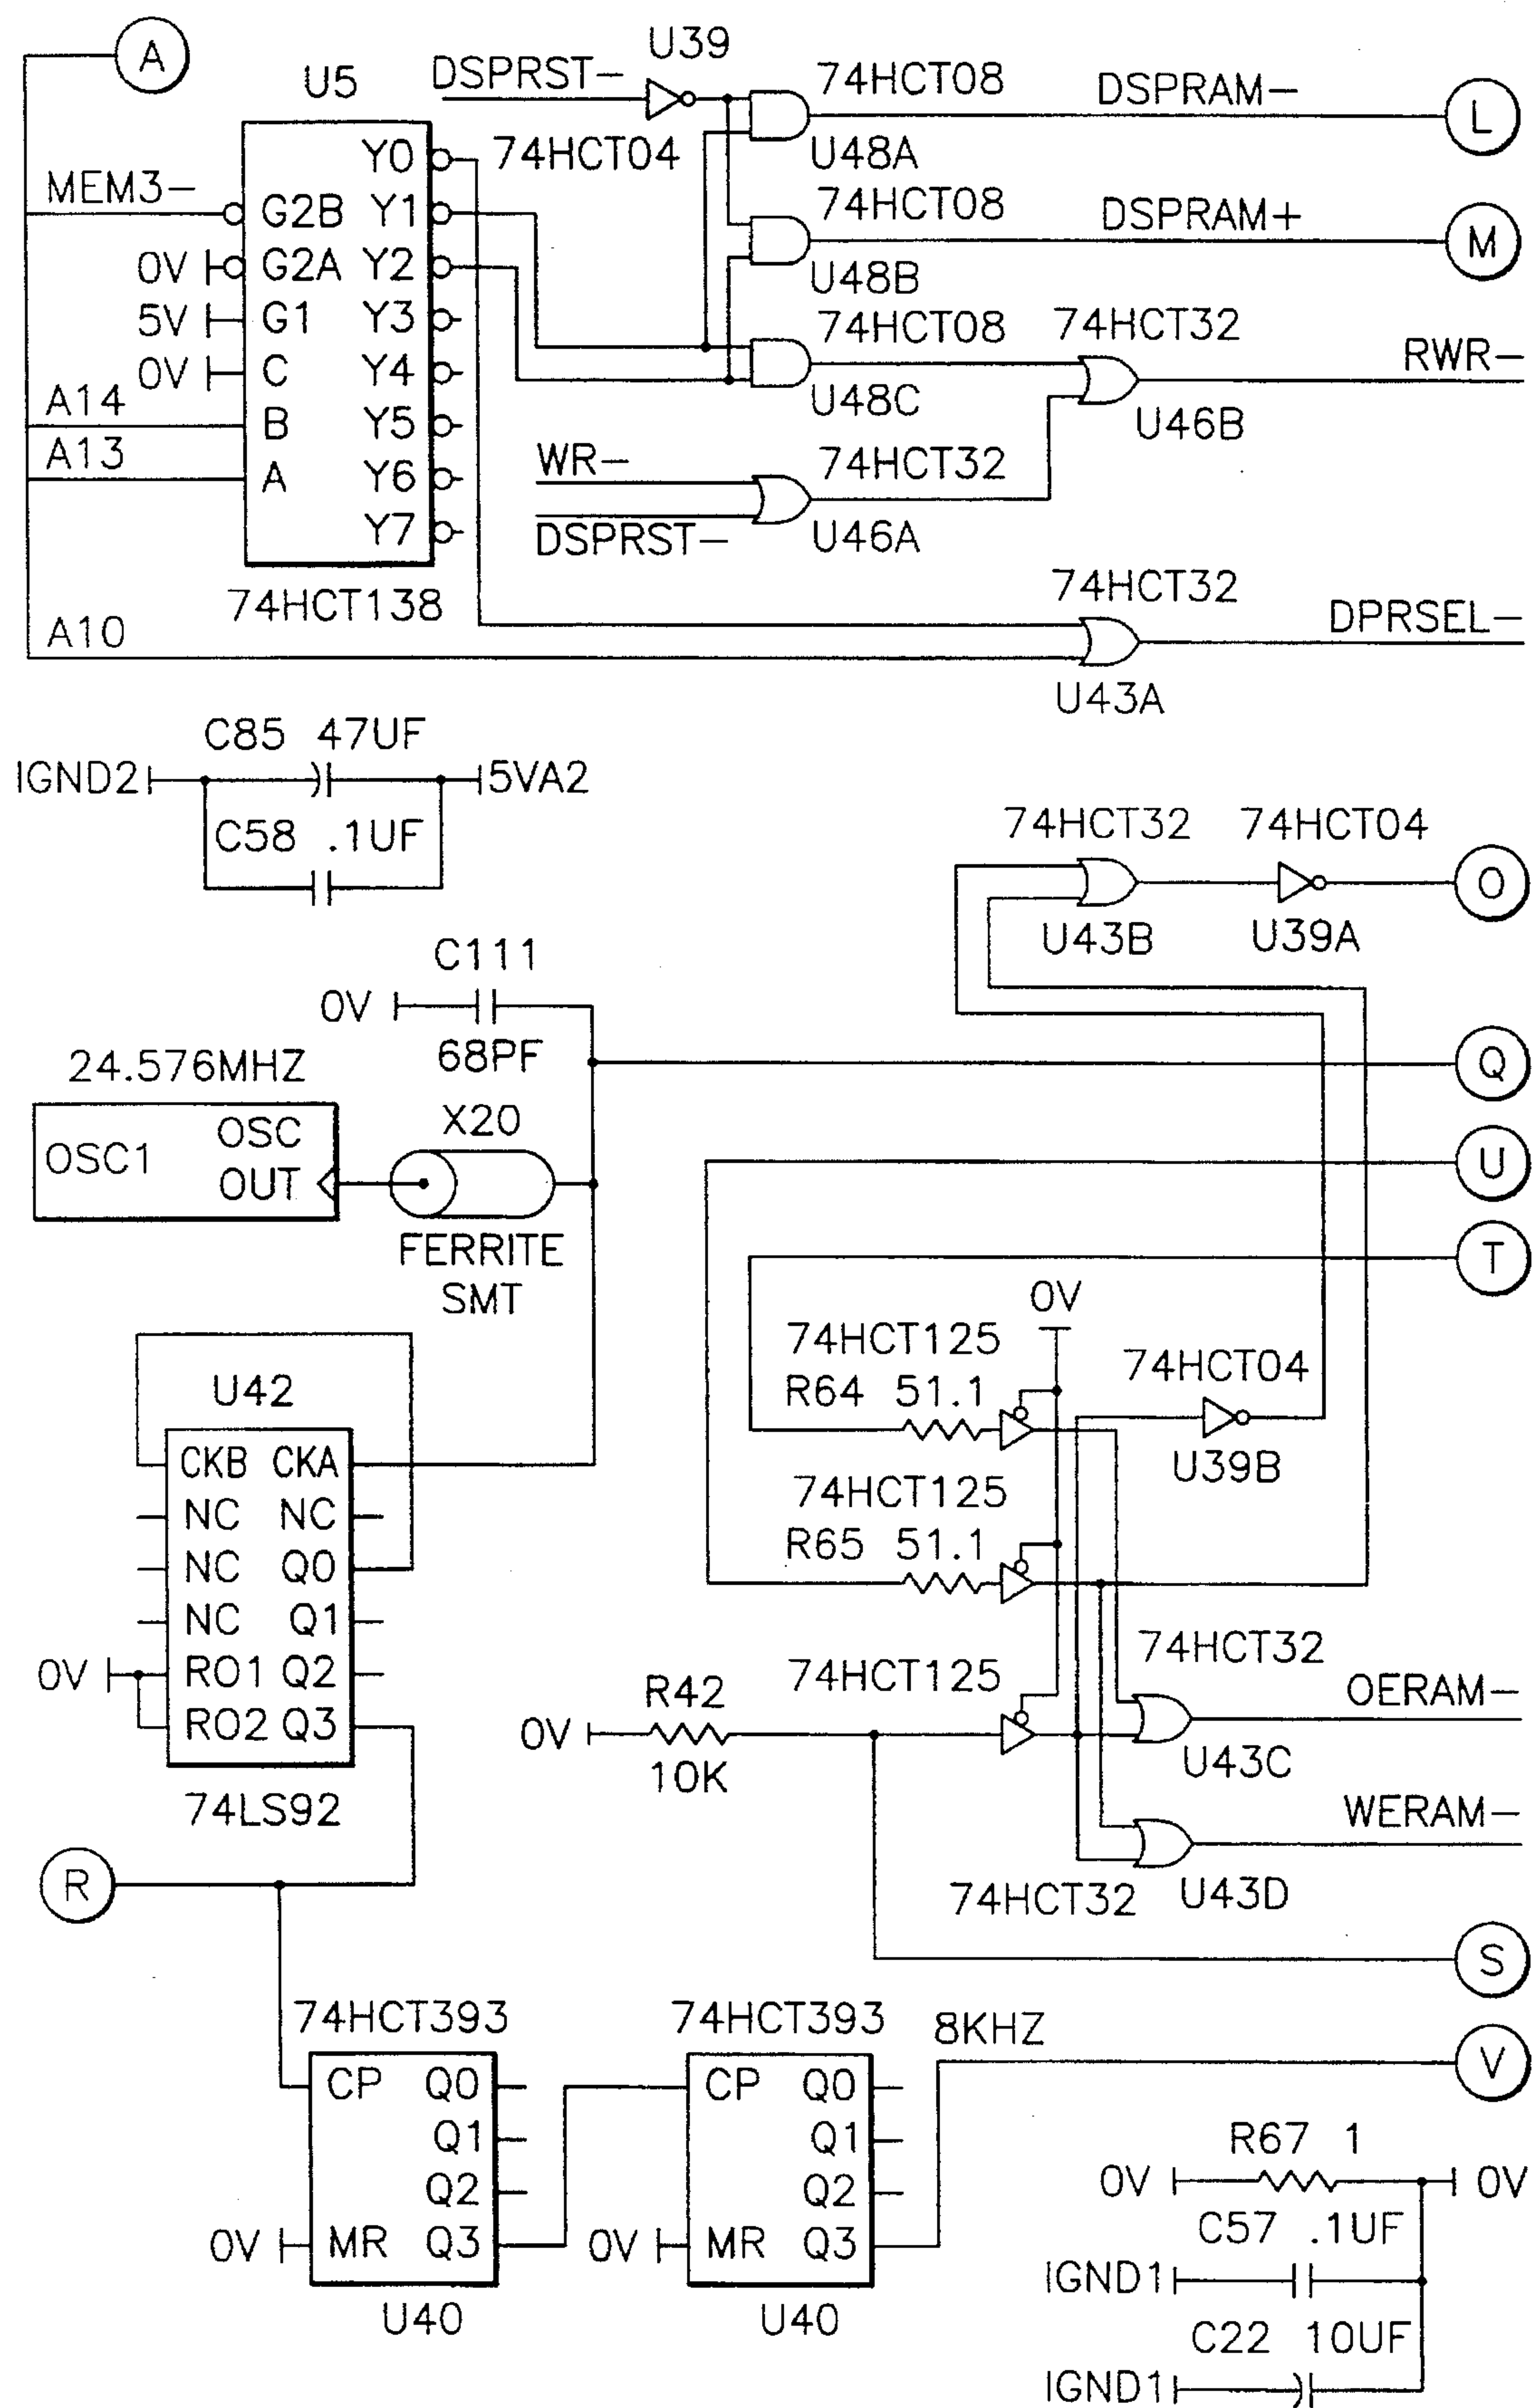 A
U5
DSPRST-
U39
74HCT04
74HCT08
U48A
DSPRAM-
L
MEM3-
0V
5V
0V
A14
A13
A10
G2B
G2A
G1
C
B
A
Y0
Y1
Y2
Y3
Y4
Y5
Y6
Y7
74HCT138
74HCT08
U48B
DSPRAM+
M
74HCT08
U48C
74HCT32
U46B
RWR-
WR-
DSPRST-
74HCT32
U46A
74HCT32
U43A
DPRSEL-
C85 47UF
IGND2
5VA2
C58 .1UF
74HCT32
U43B
74HCT04
U39A
O
C111
0V
68PF
Q
24.576MHZ
OSC1
OSC
OUT
X20
FERRITE
SMT
U
T
0V
74HCT125
R64 51.1
74HCT04
U39B
74HCT125
R65 51.1
U42
CKB CKA
NC NC
NC Q0
NC Q1
0V
RO1 Q2
RO2 Q3
74LS92
R42
0V
10K
74HCT125
74HCT32
OERAM-
U43C
WERAM-
74HCT32
U43D
R
S
74HCT393
CP Q0
Q1
Q2
0V
MR Q3
U40
74HCT393
CP Q0
Q1
Q2
0V
MR Q3
U40
8KHZ
V
R67 1
0V
0V
C57 .1UF
IGND1
C22 10UF
IGND1